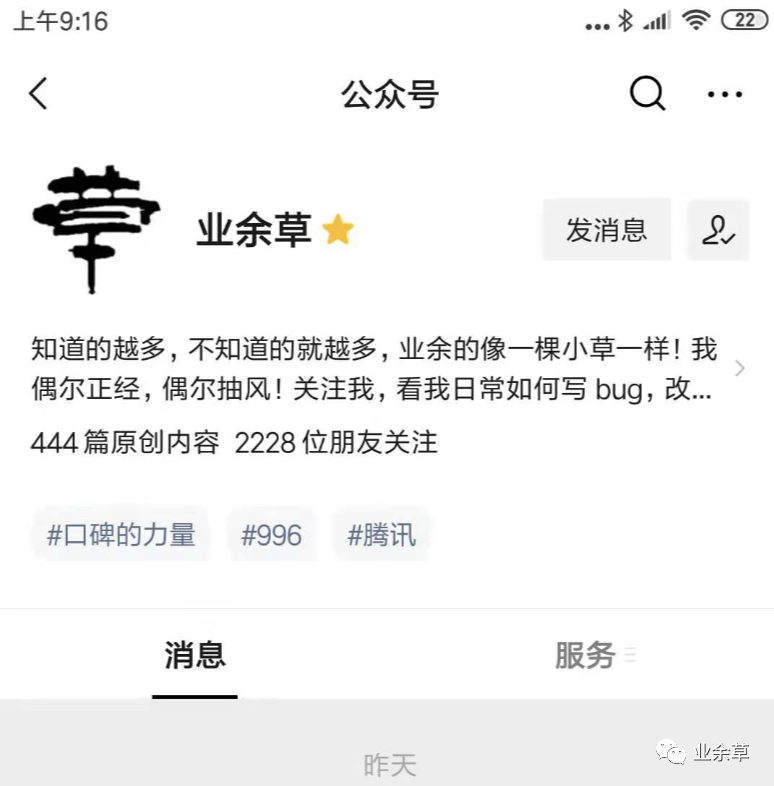 上午9:16
22
公众号
业余草
发消息
知道的越多，不知道的就越多，业余的像一棵小草一样！我
偶尔正经，偶尔抽风！关注我，看我日常如何写 bug，改...
444 篇原创内容 2228 位朋友关注
#口碑的力量 #996 #腾讯
消息 服务
昨天
业余草